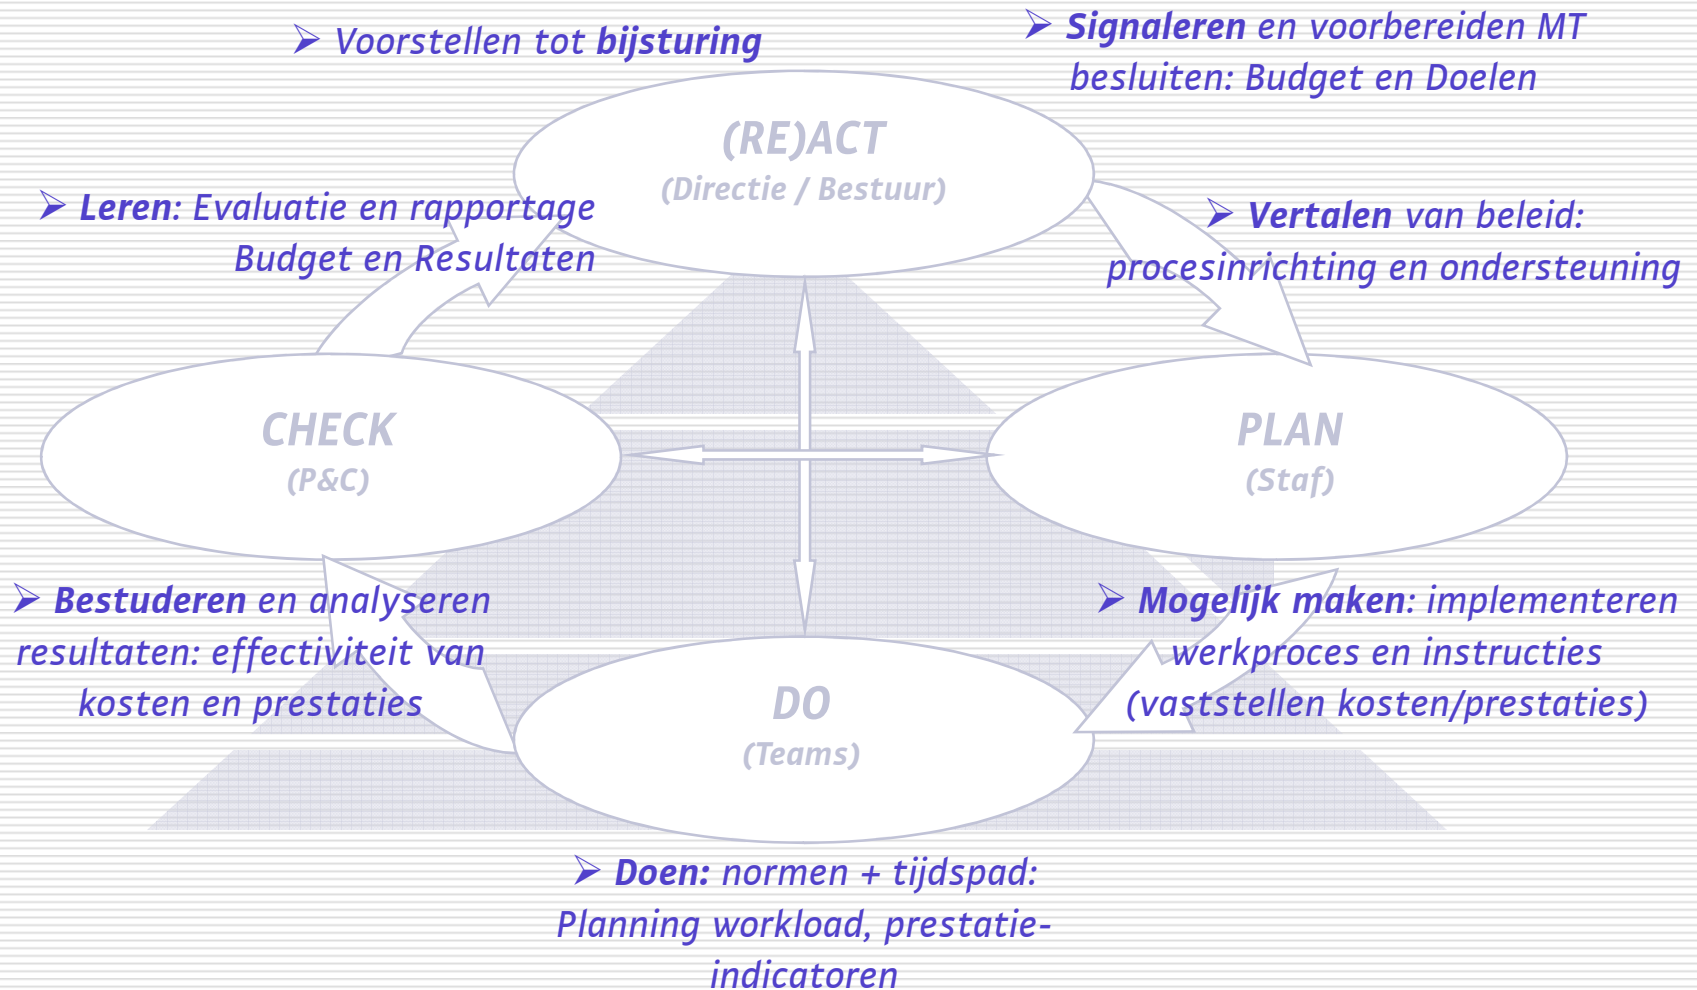 ➢ Voorstellen tot bijsturing
➢ Signaleren en voorbereiden MT
besluiten: Budget en Doelen
(RE)ACT
(Directie / Bestuur)
➢ Leren: Evaluatie en rapportage
Budget en Resultaten
➢ Vertalen van beleid:
procesinrichting en ondersteuning
CHECK
(P&C)
PLAN
(Staf)
➢ Bestuderen en analyseren
resultaten: effectiviteit van
kosten en prestaties
➢ Mogelijk maken: implementeren
werkproces en instructies
(vaststellen kosten/prestaties)
DO
(Teams)
➢ Doen: normen + tijdspad:
Planning workload, prestatie-
indicatoren